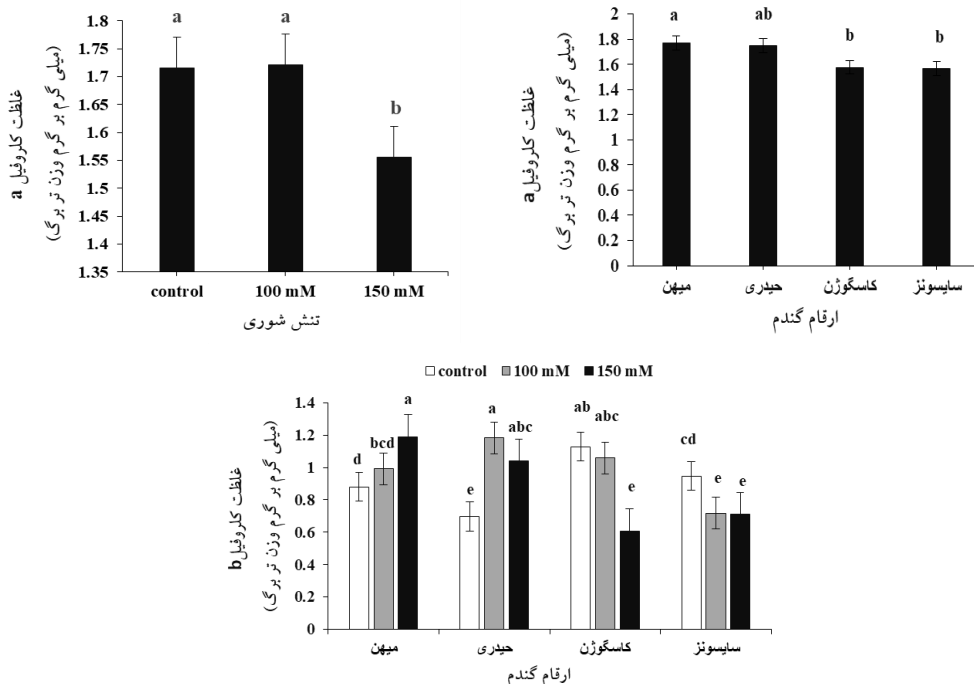 غلظت کلروفیل a
(میلی گرم بر گرم وزن تر برگ)
1.8
1.75
1.7
1.65
1.6
1.55
1.5
1.45
1.4
1.35
a
a
b
control
100 mM
150 mM
تنش شوری
غلظت کلروفیل a
(میلی گرم بر گرم وزن تر برگ)
2
1.8
1.6
1.4
1.2
1
0.8
0.6
0.4
0.2
0
a
ab
b
b
میهن
حیدری
کاسگوژن
سایسونز
ارقام گندم
control
100 mM
150 mM
غلظت کلروفیل b
(میلی گرم بر گرم وزن تر برگ)
1.4
1.2
1
0.8
0.6
0.4
0.2
0
d
bcd
a
e
a
abc
ab
abc
e
cd
e
e
میهن
حیدری
کاسگوژن
سایسونز
ارقام گندم